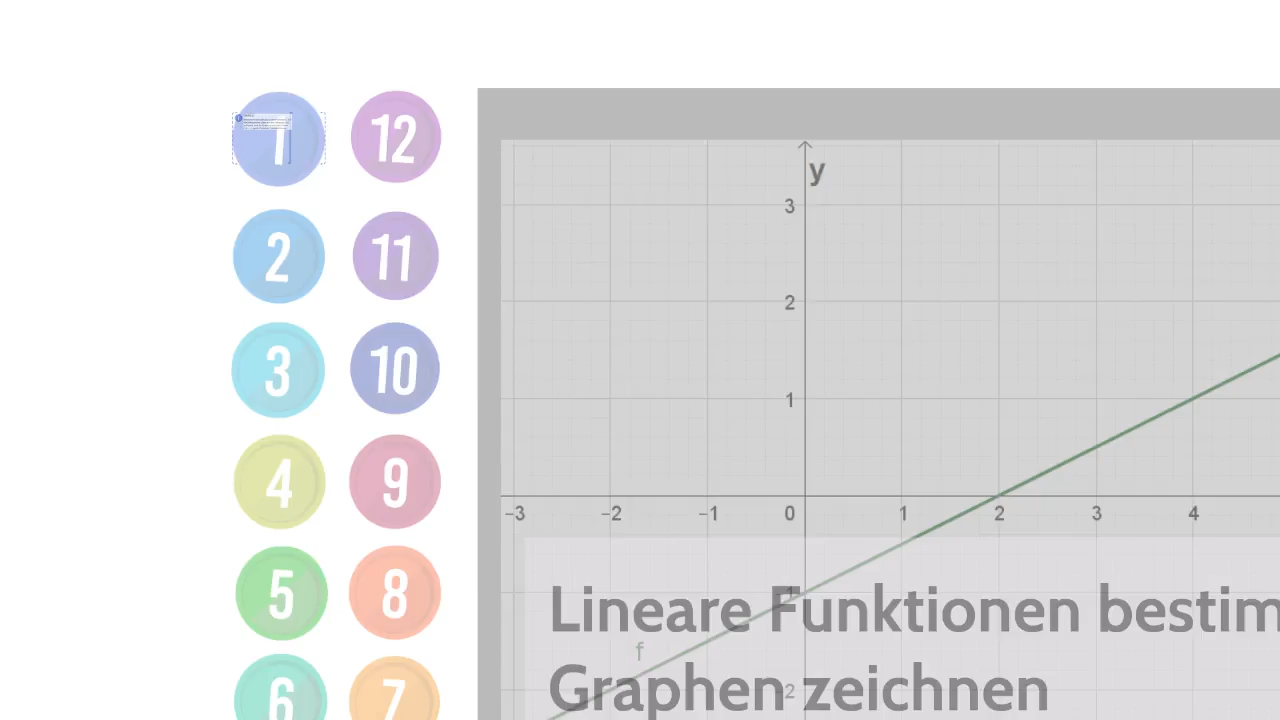 1 12
2 11
3 10
4 9
5 8
6 7
y
3
2
1
−3 −2 −1 0 1 2 3 4
f
−2
Lineare Funktionen bestim
Graphen zeichnen